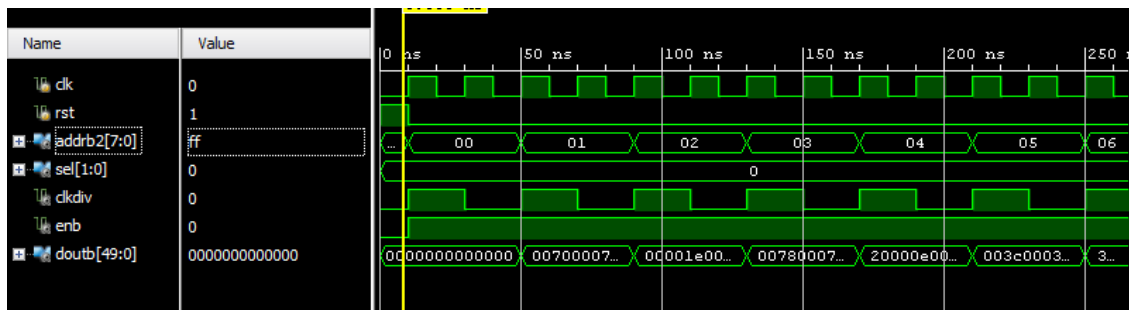 Name Value 0 ns 50 ns 100 ns 150 ns 200 ns 250
clk 0
rst 1
addrb2[7:0] ff ... 00 01 02 03 04 05 06
sel[1:0] 0 0
clkdiv 0
enb 0
doutb[49:0] 0000000000000 0000000000000 00700007... 00001e00... 00780007... 20000e00... 003c0003... 3...